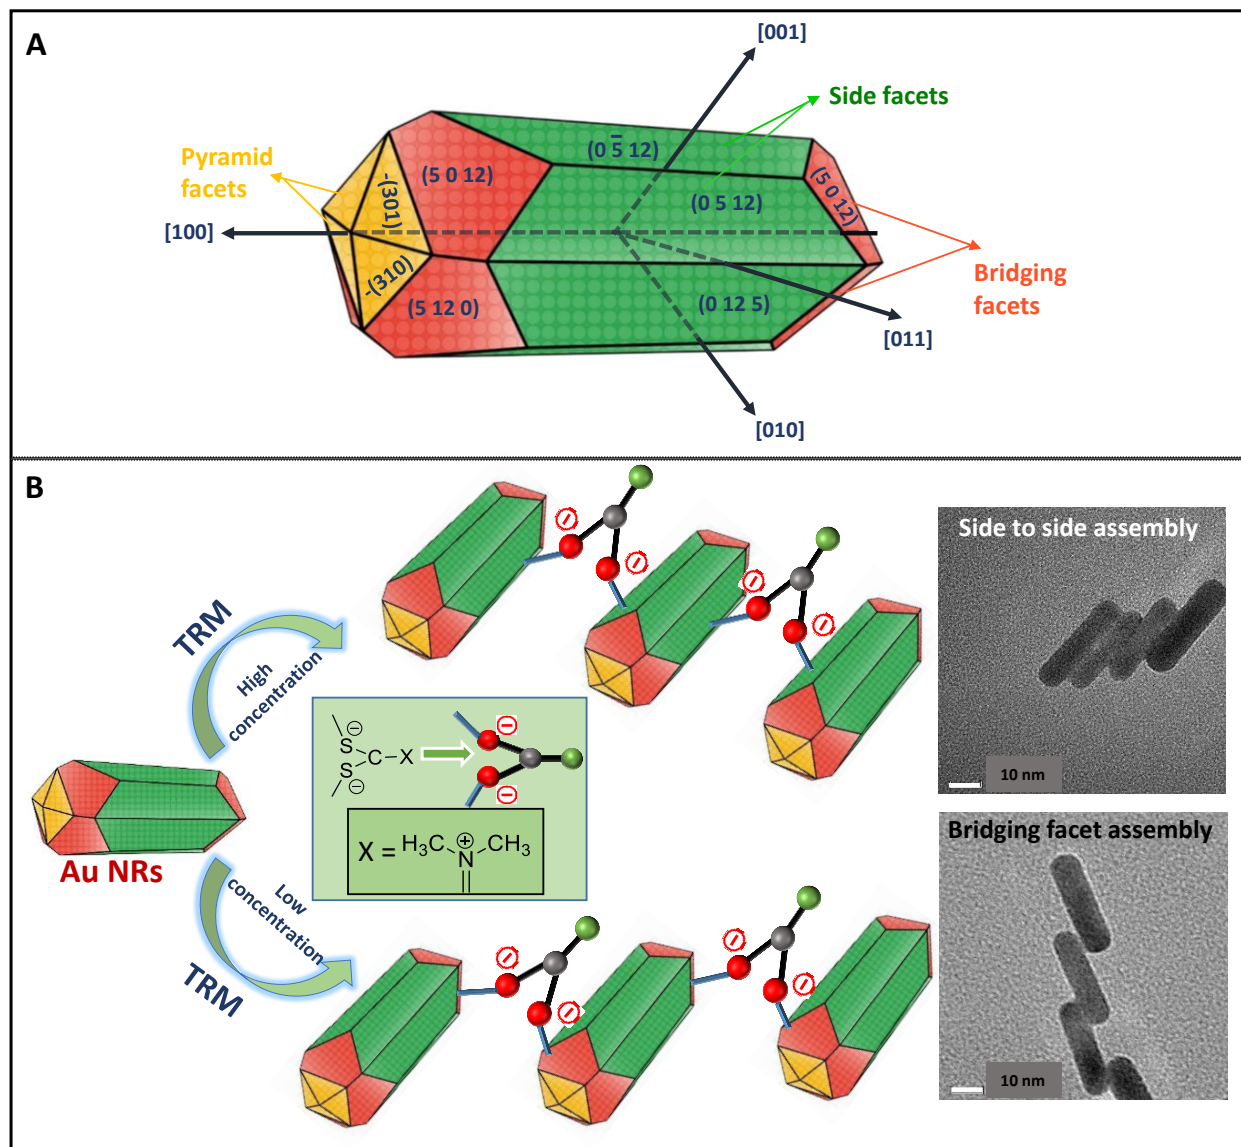 A
[001]
Side facets
(0 5̅ 12)
Pyramid
facets
-(301)
(5 0 12)
(0 5 12)
(5 0 12)
[100]
-(310)
(5 12 0)
(0 12 5)
Bridging
facets
[011]
[010]
B
Side to side assembly
10 nm
TRM
High
concentration
S
S
C
X
X =
H3C
N
CH3
Au NRs
Low
concentration
TRM
Bridging facet assembly
10 nm